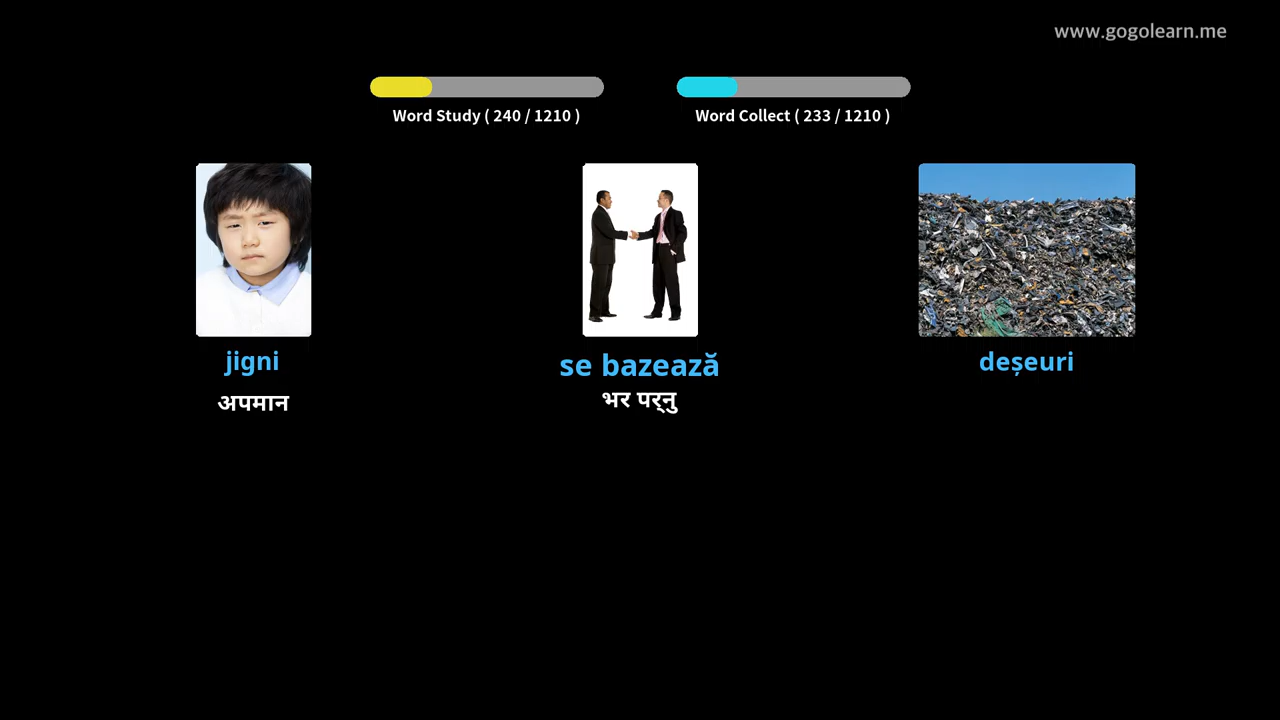 www.gogolearn.me
Word Study ( 240 / 1210 )
Word Collect ( 233 / 1210 )
jigni
se bazează
deșeuri
अपमान
भर पर्‍नु